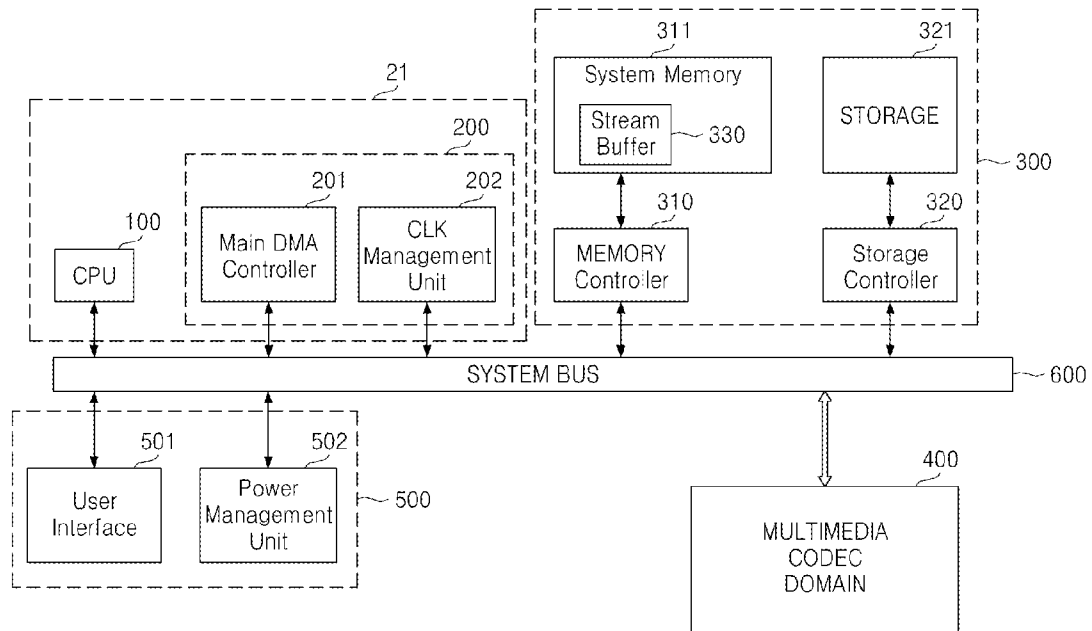 311
321
System Memory
Stream
Buffer
330
STORAGE
21
200
300
201
202
310
320
100
CPU
Main DMA
Controller
CLK
Management
Unit
MEMORY
Controller
Storage
Controller
SYSTEM BUS
600
501
502
400
User
Interface
Power
Management
Unit
500
MULTIMEDIA
CODEC
DOMAIN